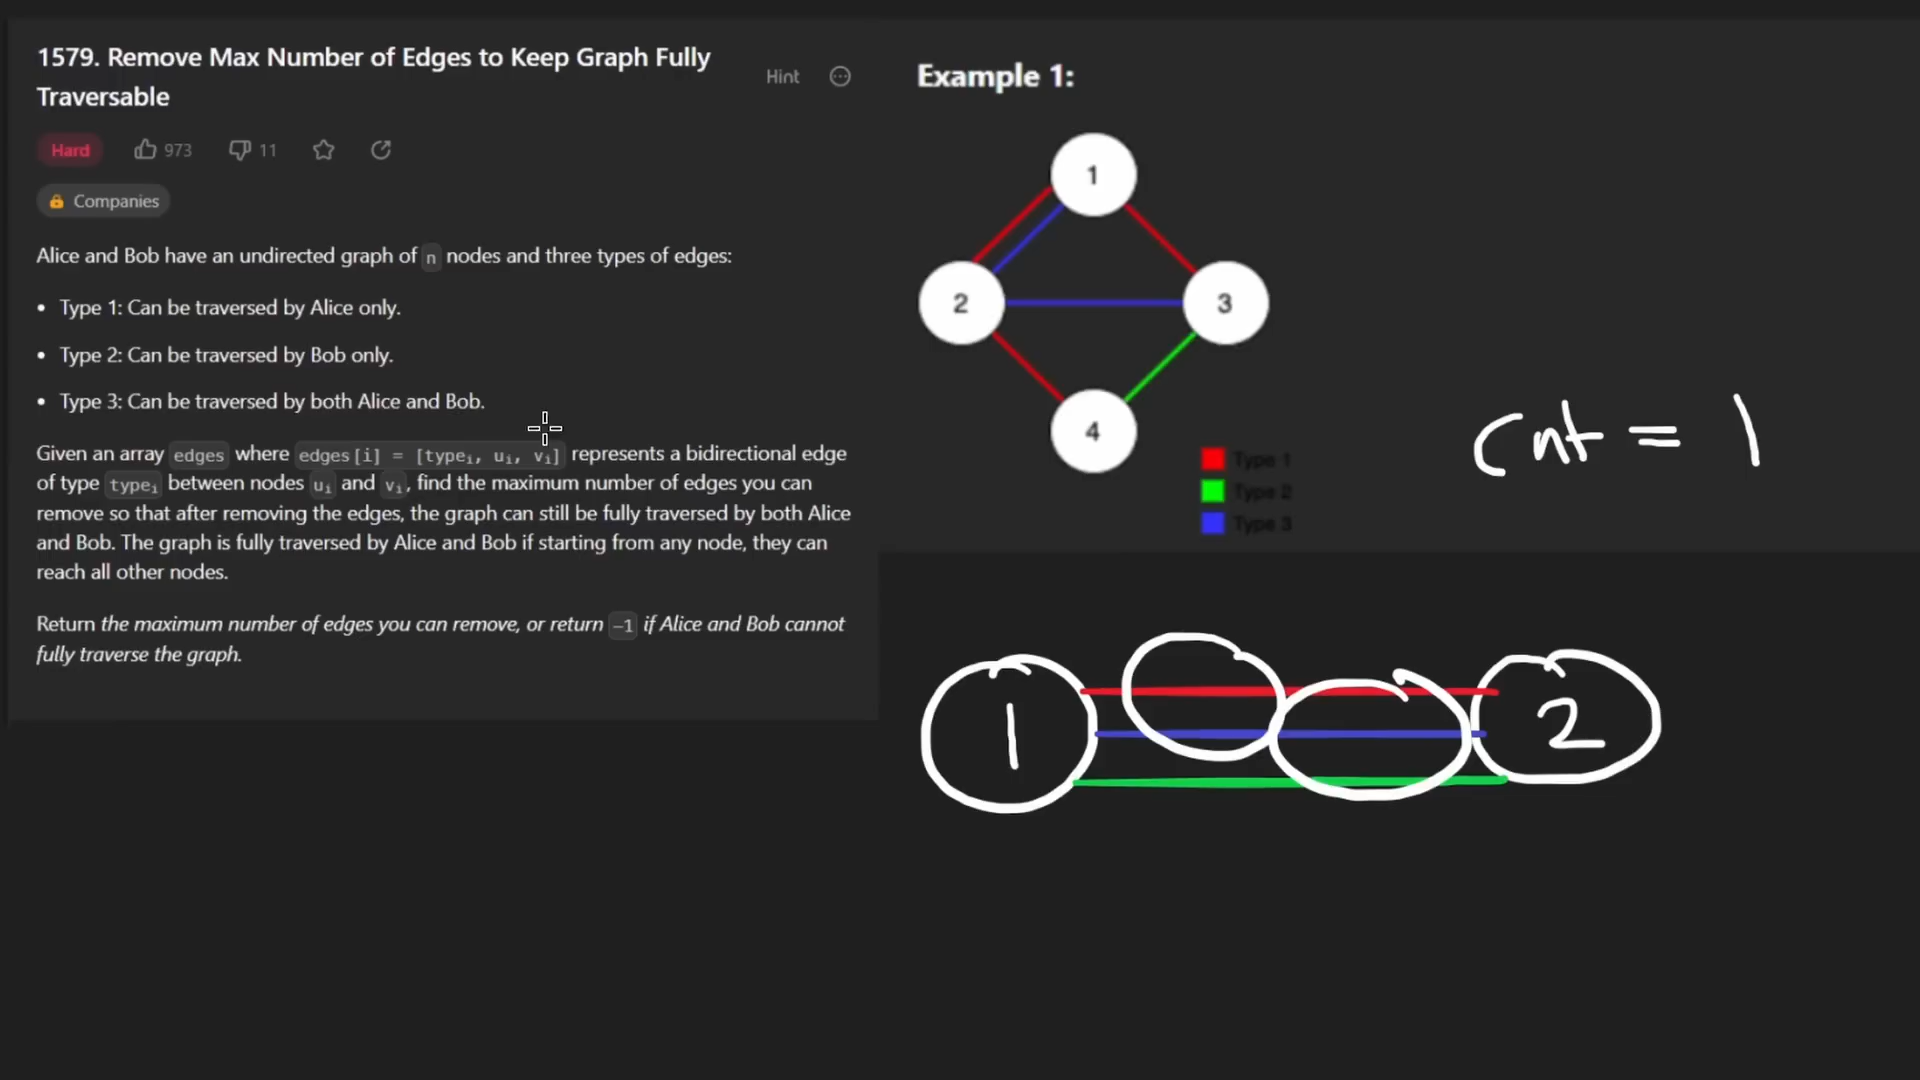 1579. Remove Max Number of Edges to Keep Graph Fully
Traversable
Hint
Hard
973
11
Companies
Alice and Bob have an undirected graph of n nodes and three types of edges:
• Type 1: Can be traversed by Alice only.
• Type 2: Can be traversed by Bob only.
• Type 3: Can be traversed by both Alice and Bob.
Given an array edges where edges[i] = [typeᵢ, uᵢ, vᵢ] represents a bidirectional edge
of type typeᵢ between nodes uᵢ and vᵢ, find the maximum number of edges you can
remove so that after removing the edges, the graph can still be fully traversed by both Alice
and Bob. The graph is fully traversed by Alice and Bob if starting from any node, they can
reach all other nodes.
Return the maximum number of edges you can remove, or return -1 if Alice and Bob cannot
fully traverse the graph.
Example 1:
1
2
3
4
Type 1
Type 2
Type 3
cnt = 1
1
2